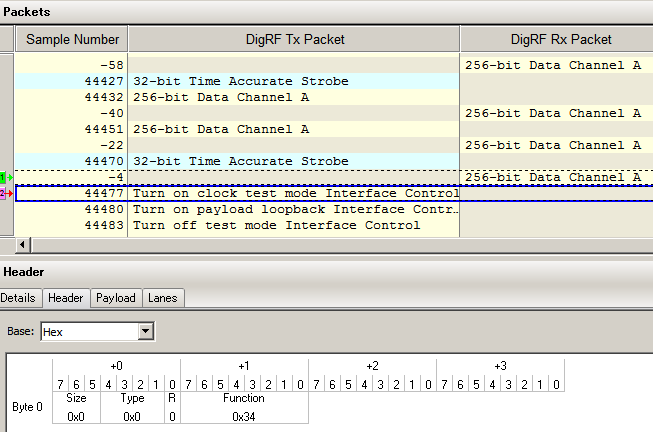 Packets
Sample Number DigRF Tx Packet DigRF Rx Packet
-58 256-bit Data Channel A
44427 32-bit Time Accurate Strobe
44432 256-bit Data Channel A
-40 256-bit Data Channel A
44451 256-bit Data Channel A
-22 256-bit Data Channel A
44470 32-bit Time Accurate Strobe
1 -4 256-bit Data Channel A
2 44477 Turn on clock test mode Interface Control
44480 Turn on payload loopback Interface Contr...
44483 Turn off test mode Interface Control
Header
Details Header Payload Lanes
Base: Hex
+0 +1 +2 +3
7 6 5 4 3 2 1 0 7 6 5 4 3 2 1 0 7 6 5 4 3 2 1 0 7 6 5 4 3 2 1 0
Size Type R Function
Byte 0 0x0 0x0 0 0x34